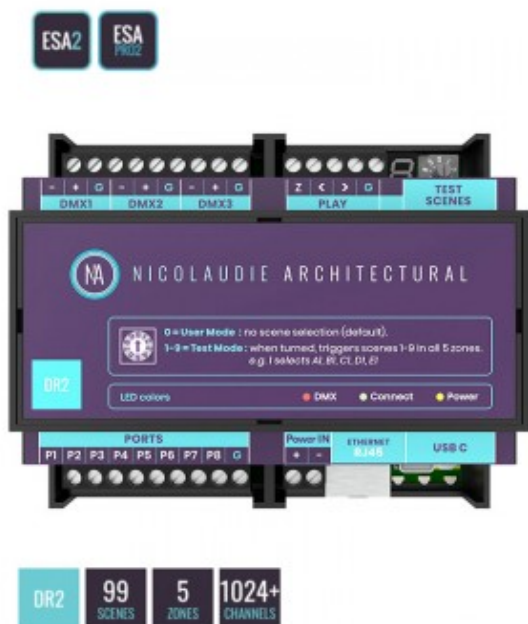 ESA2
ESA
PRO2
- + G - + G - + G
DMX1 DMX2 DMX3
Z < > G
PLAY
TEST
SCENES
NA
NICOLAUDIE ARCHITECTURAL
0 = User Mode : no scene selection (default).
1-9 = Test Mode : when turned, triggers scenes 1-9 in all 5 zones.
e.g. 1 selects A1, B1, C1, D1, E1
DR2
LED colors
DMX
Connect
Power
PORTS
P1 P2 P3 P4 P5 P6 P7 P8 G
Power IN
+ -
ETHERNET
RJ45
USB C
DR2
99
SCENES
5
ZONES
1024+
CHANNELS